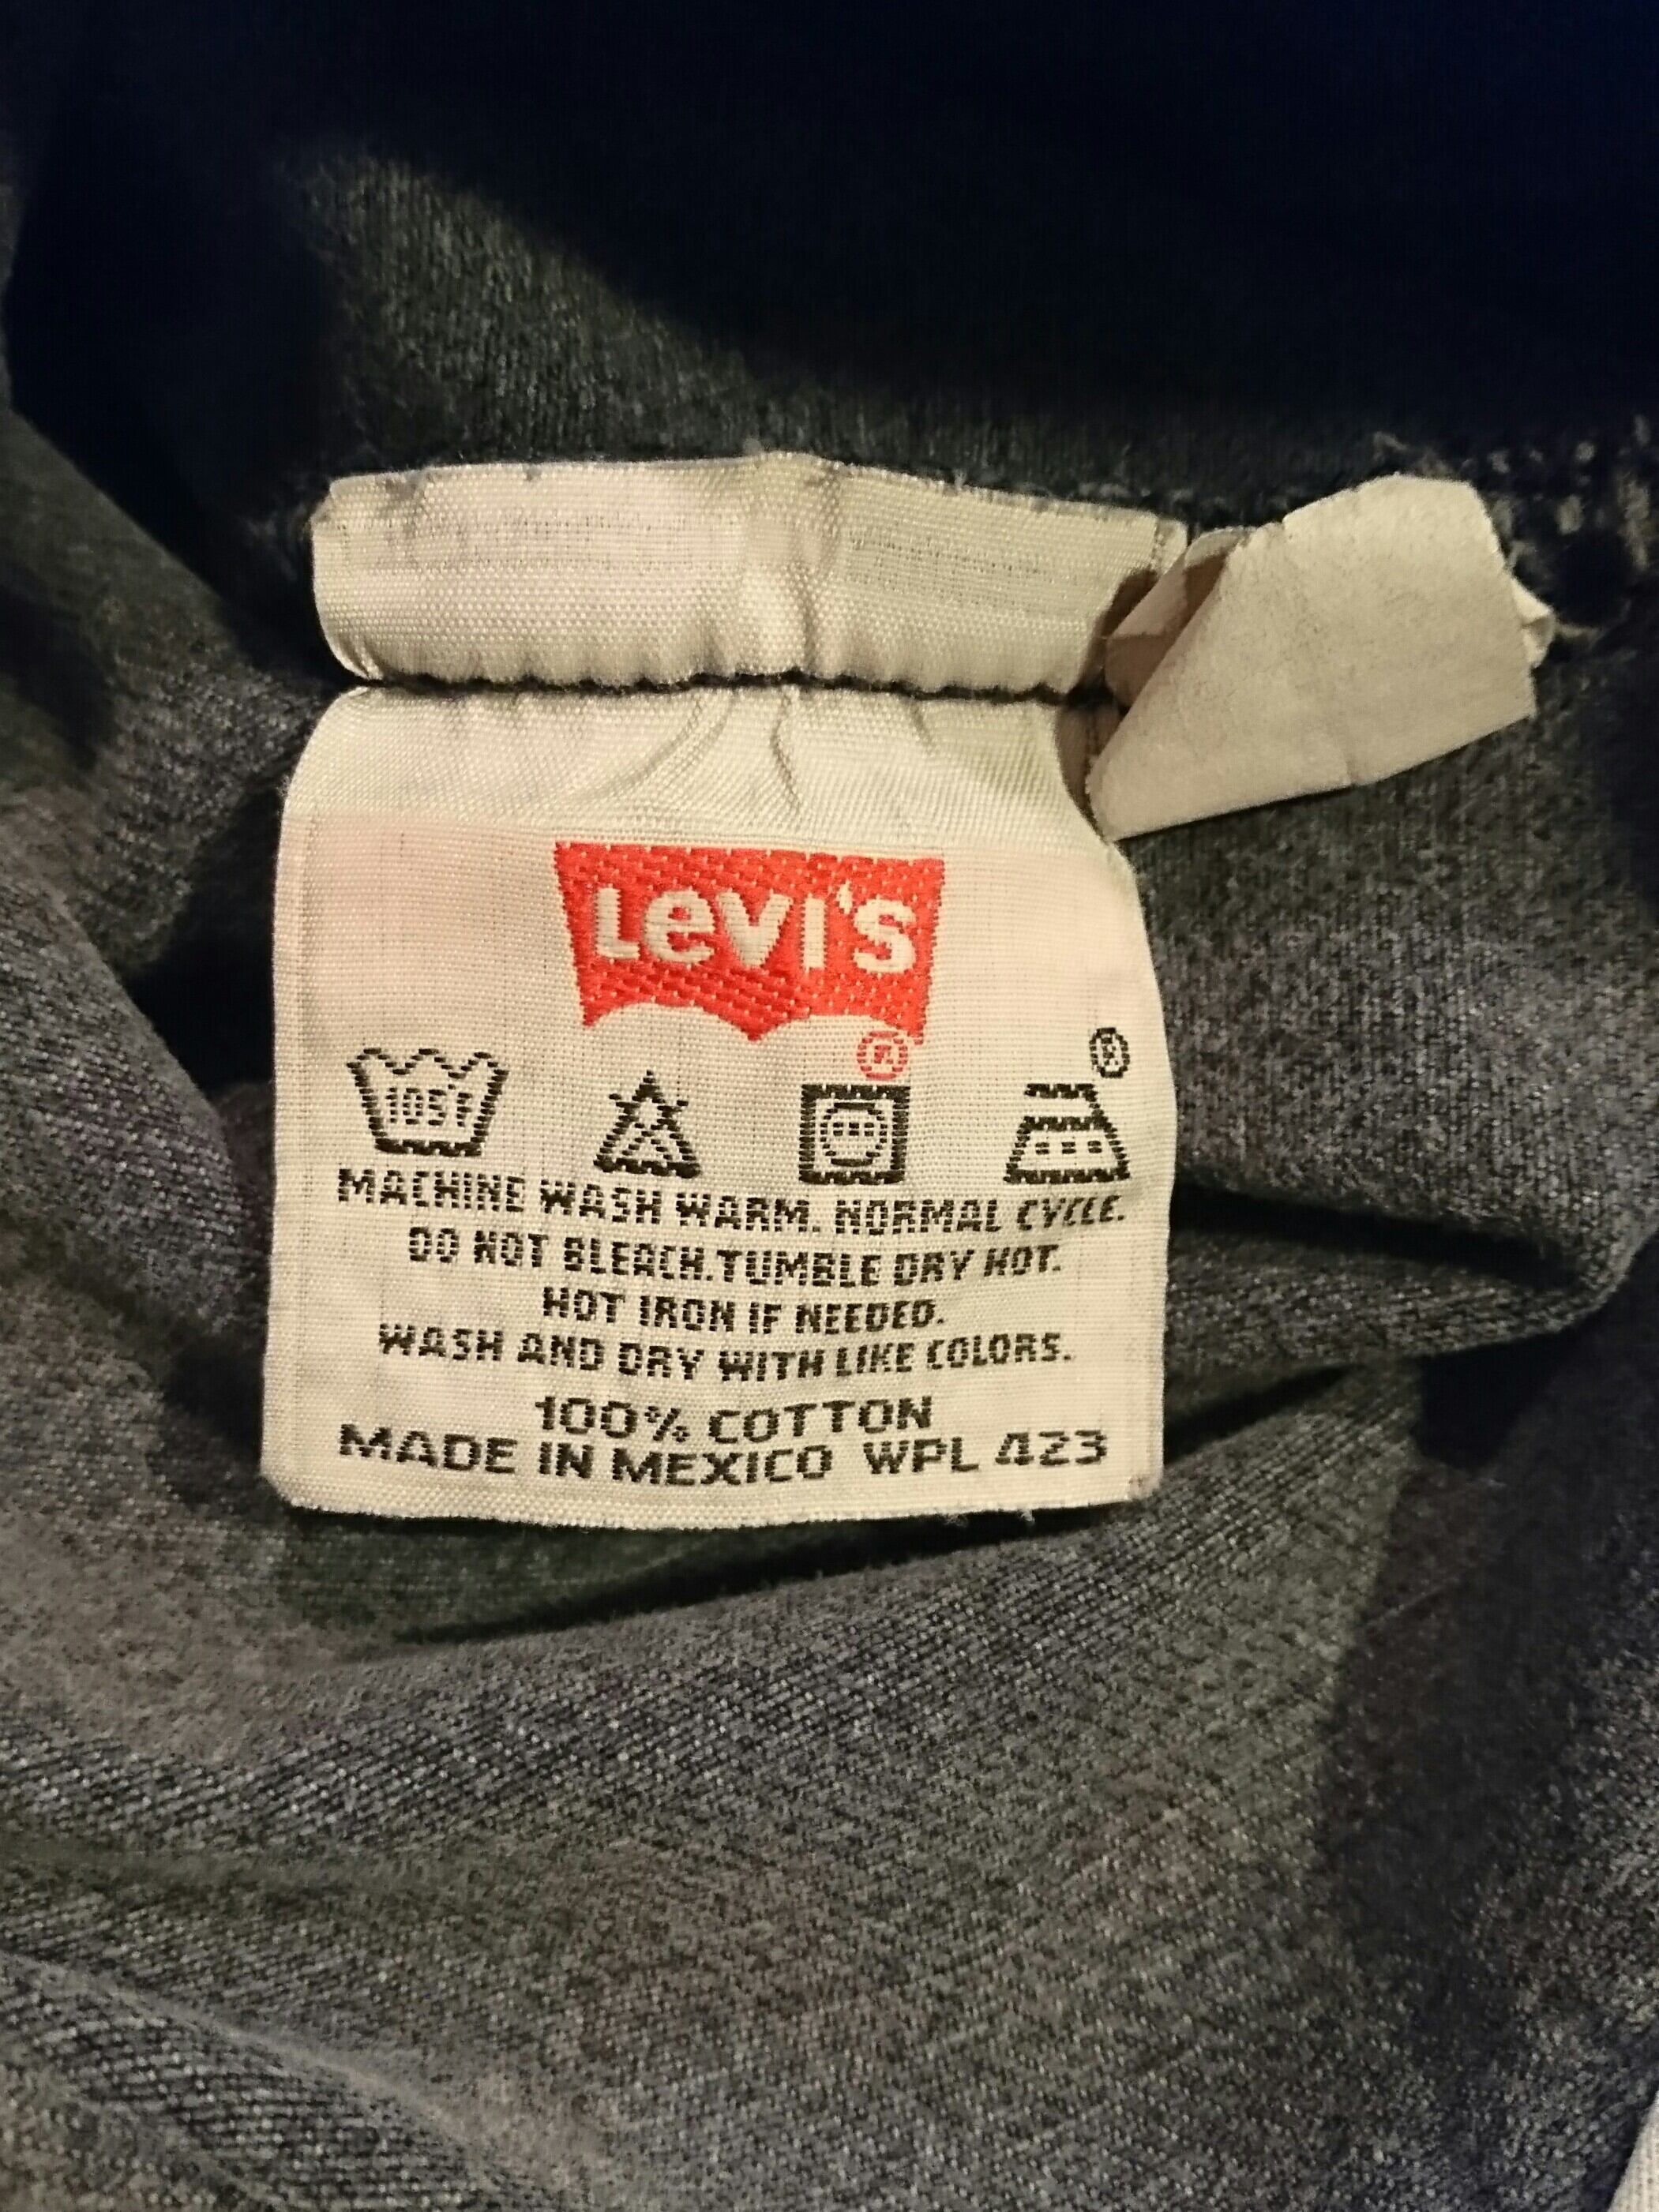 Levi's
®
®
105°F
MACHINE WASH WARM. NORMAL CYCLE.
DO NOT BLEACH. TUMBLE DRY HOT.
HOT IRON IF NEEDED.
WASH AND DRY WITH LIKE COLORS.
100% COTTON
MADE IN MEXICO WPL 423